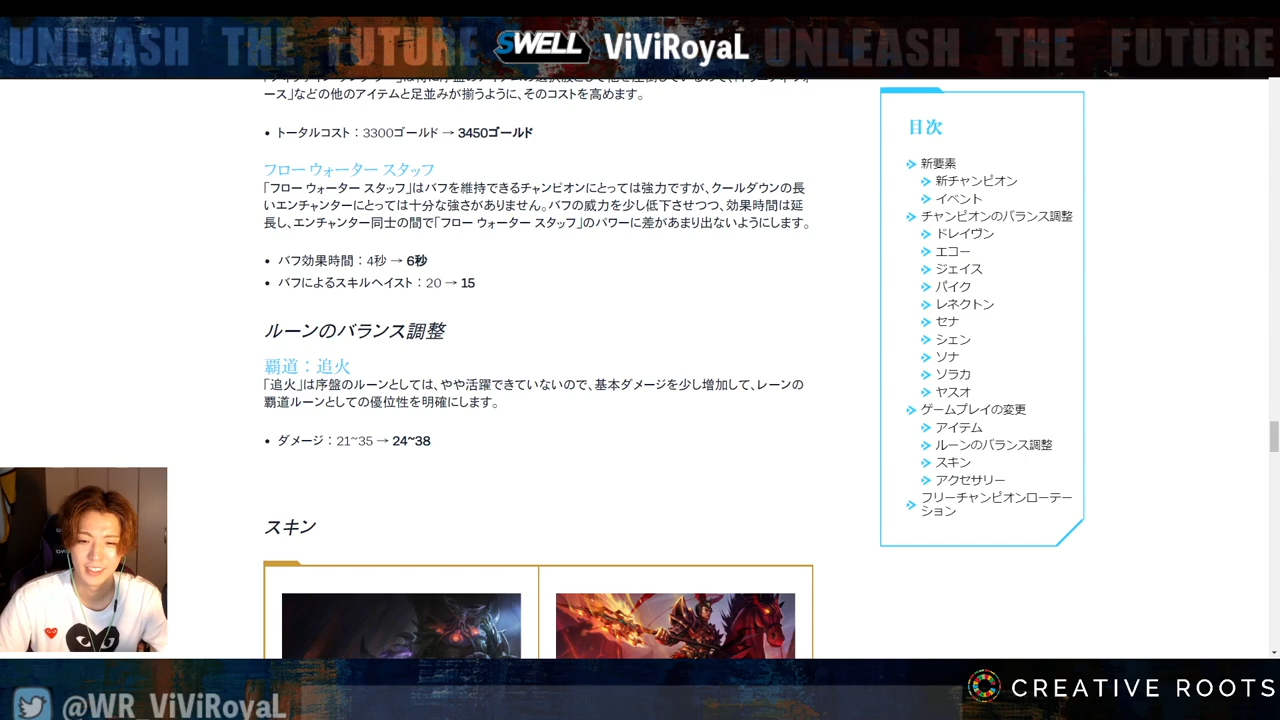 UNLEASH THE FUTURE SWELL ViViRoyaL UNLEASH THE FUTURE
ース」などの他のアイテムと足並みが揃うように、そのコストを高めます。
• トータルコスト：3300ゴールド → 3450ゴールド
フロー ウォーター スタッフ
「フロー ウォーター スタッフ」はバフを維持できるチャンピオンにとっては強力ですが、クールダウンの長
いエンチャンターにとっては十分な強さがありません。バフの威力を少し低下させつつ、効果時間は延
長し、エンチャンター同士の間で「フロー ウォーター スタッフ」のパワーに差があまり出ないようにします。
• バフ効果時間：4秒 → 6秒
• バフによるスキルヘイスト：20 → 15
ルーンのバランス調整
覇道：追火
「追火」は序盤のルーンとしては、やや活躍できていないので、基本ダメージを少し増加して、レーンの
覇道ルーンとしての優位性を明確にします。
• ダメージ：21~35 → 24~38
スキン
目次
新要素
新チャンピオン
イベント
チャンピオンのバランス調整
ドレイヴン
エコー
ジェイス
パイク
レネクトン
セナ
シェン
ソナ
ソラカ
ヤスオ
ゲームプレイの変更
アイテム
ルーンのバランス調整
スキン
アクセサリー
フリーチャンピオンローテー
ション
@WR_ViViRoyaL
CREATIVE ROOTS